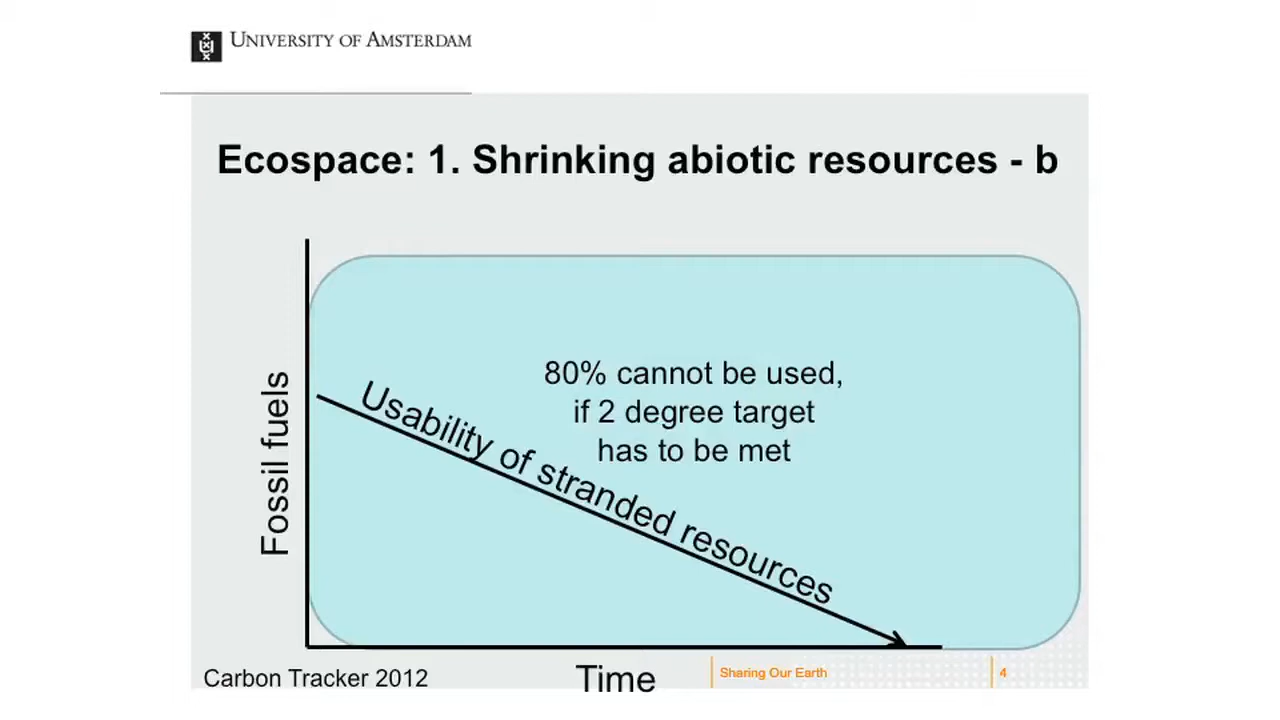 UNIVERSITY OF AMSTERDAM
Ecospace: 1. Shrinking abiotic resources - b
80% cannot be used,
if 2 degree target
has to be met
Usability of stranded resources
Fossil fuels
Carbon Tracker 2012
Time
Sharing Our Earth
4